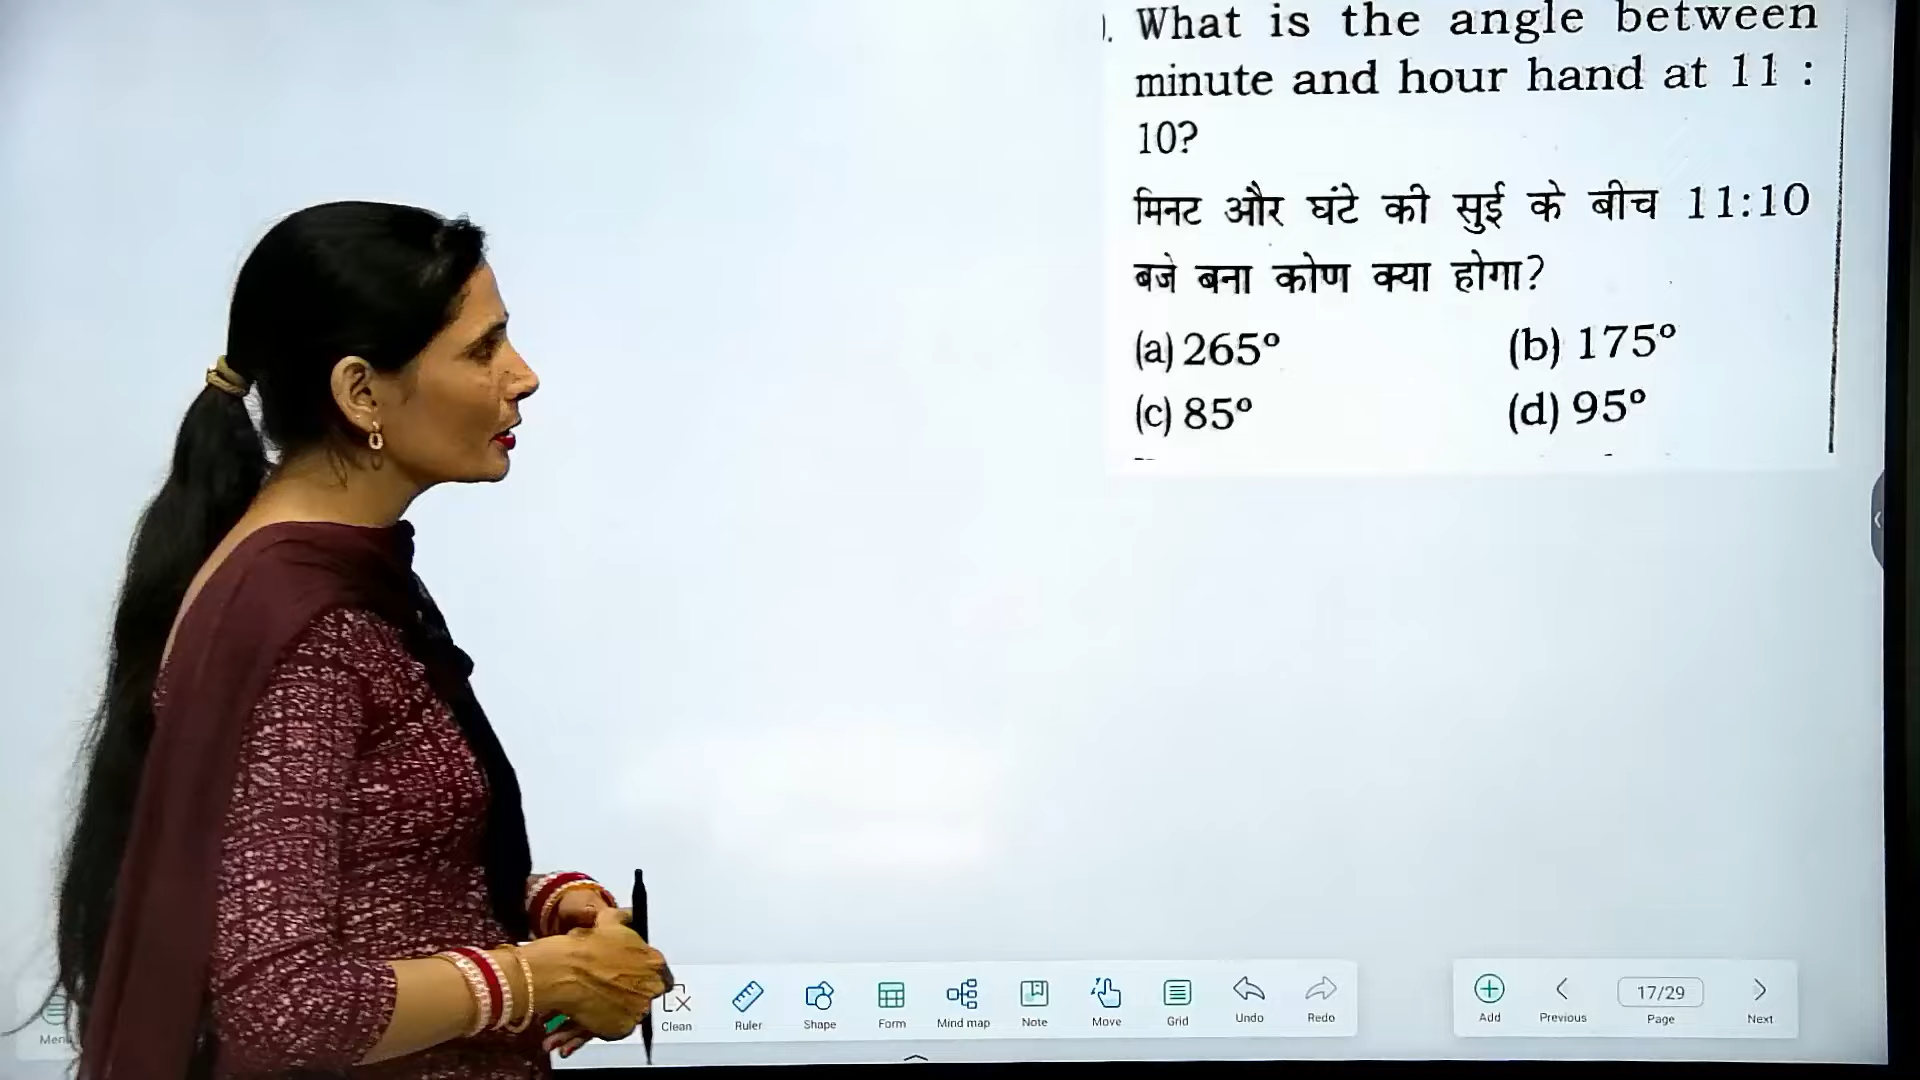 ). What is the angle between
minute and hour hand at 11 :
10?
मिनट और घंटे की सुई के बीच 11:10
बजे बना कोण क्या होगा?
(a) 265° (b) 175°
(c) 85° (d) 95°
Menu Clean Ruler Shape Form Mind map Note Move Grid Undo Redo Add Previous 17/29 Page Next